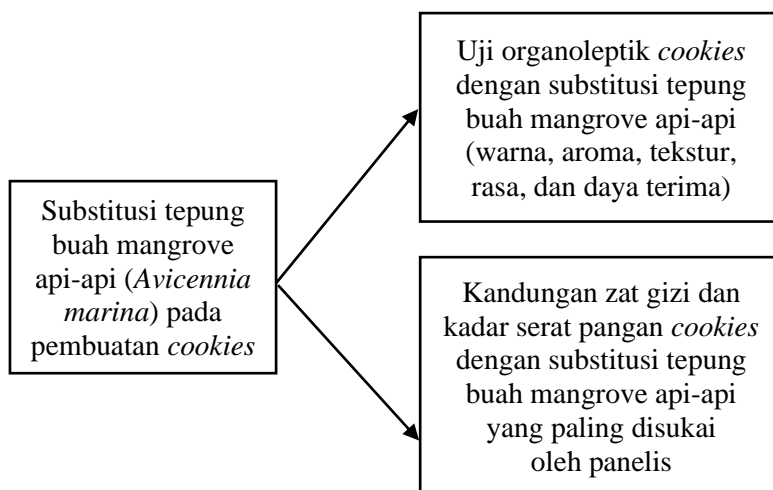 Substitusi tepung
buah mangrove
api-api (Avicennia
marina) pada
pembuatan cookies
Uji organoleptik cookies
dengan substitusi tepung
buah mangrove api-api
(warna, aroma, tekstur,
rasa, dan daya terima)
Kandungan zat gizi dan
kadar serat pangan cookies
dengan substitusi tepung
buah mangrove api-api
yang paling disukai
oleh panelis